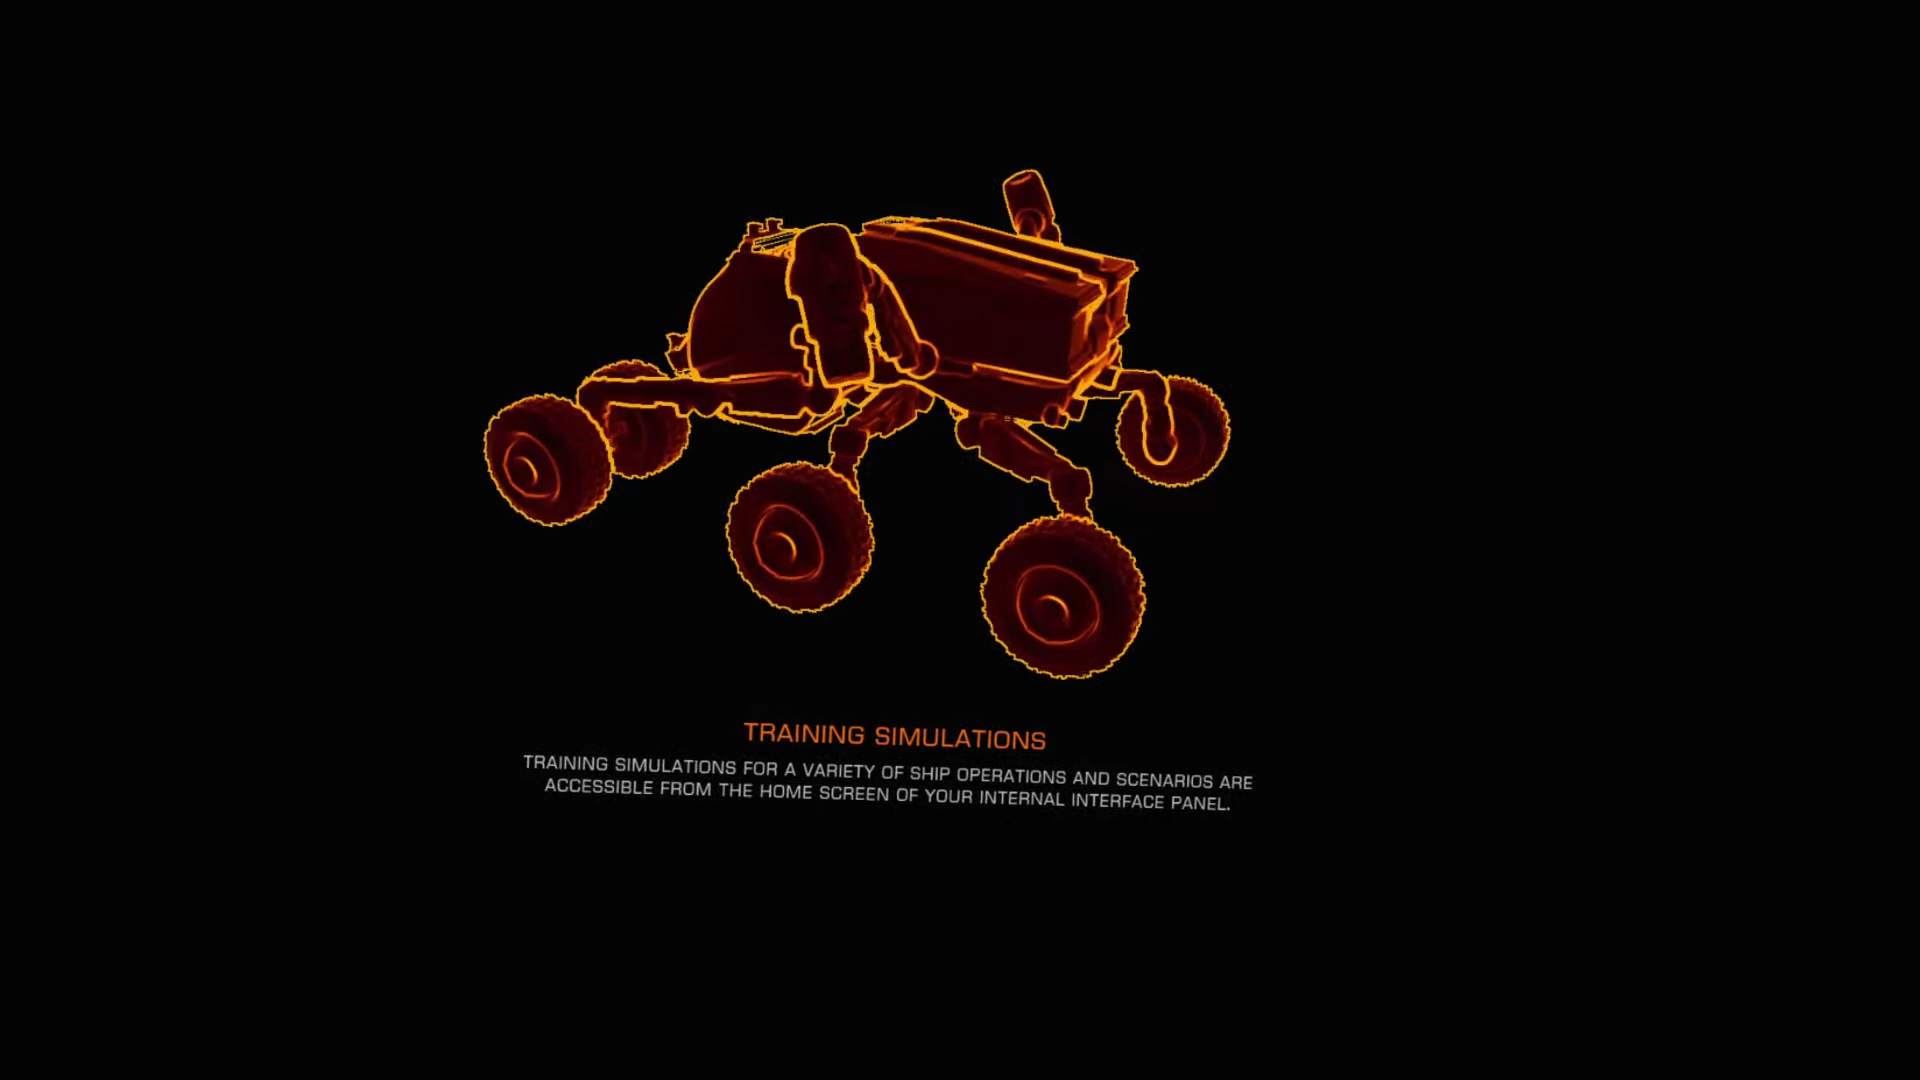 TRAINING SIMULATIONS
TRAINING SIMULATIONS FOR A VARIETY OF SHIP OPERATIONS AND SCENARIOS ARE
ACCESSIBLE FROM THE HOME SCREEN OF YOUR INTERNAL INTERFACE PANEL.